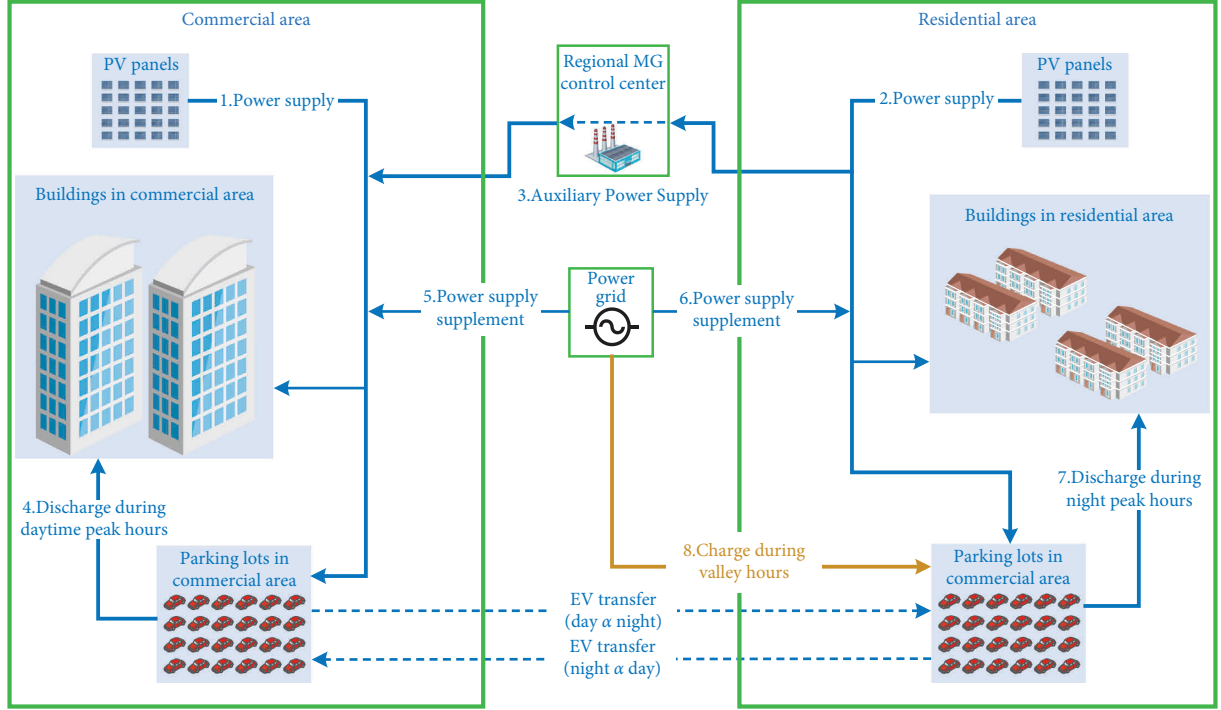 Commercial area
Residential area
PV panels
1.Power supply
Regional MG
control center
3.Auxiliary Power Supply
PV panels
2.Power supply
Buildings in commercial area
Buildings in residential area
5.Power supply
supplement
Power
grid
6.Power supply
supplement
4.Discharge during
daytime peak hours
7.Discharge during
night peak hours
8.Charge during
valley hours
Parking lots in
commercial area
Parking lots in
commercial area
EV transfer
(day α night)
EV transfer
(night α day)